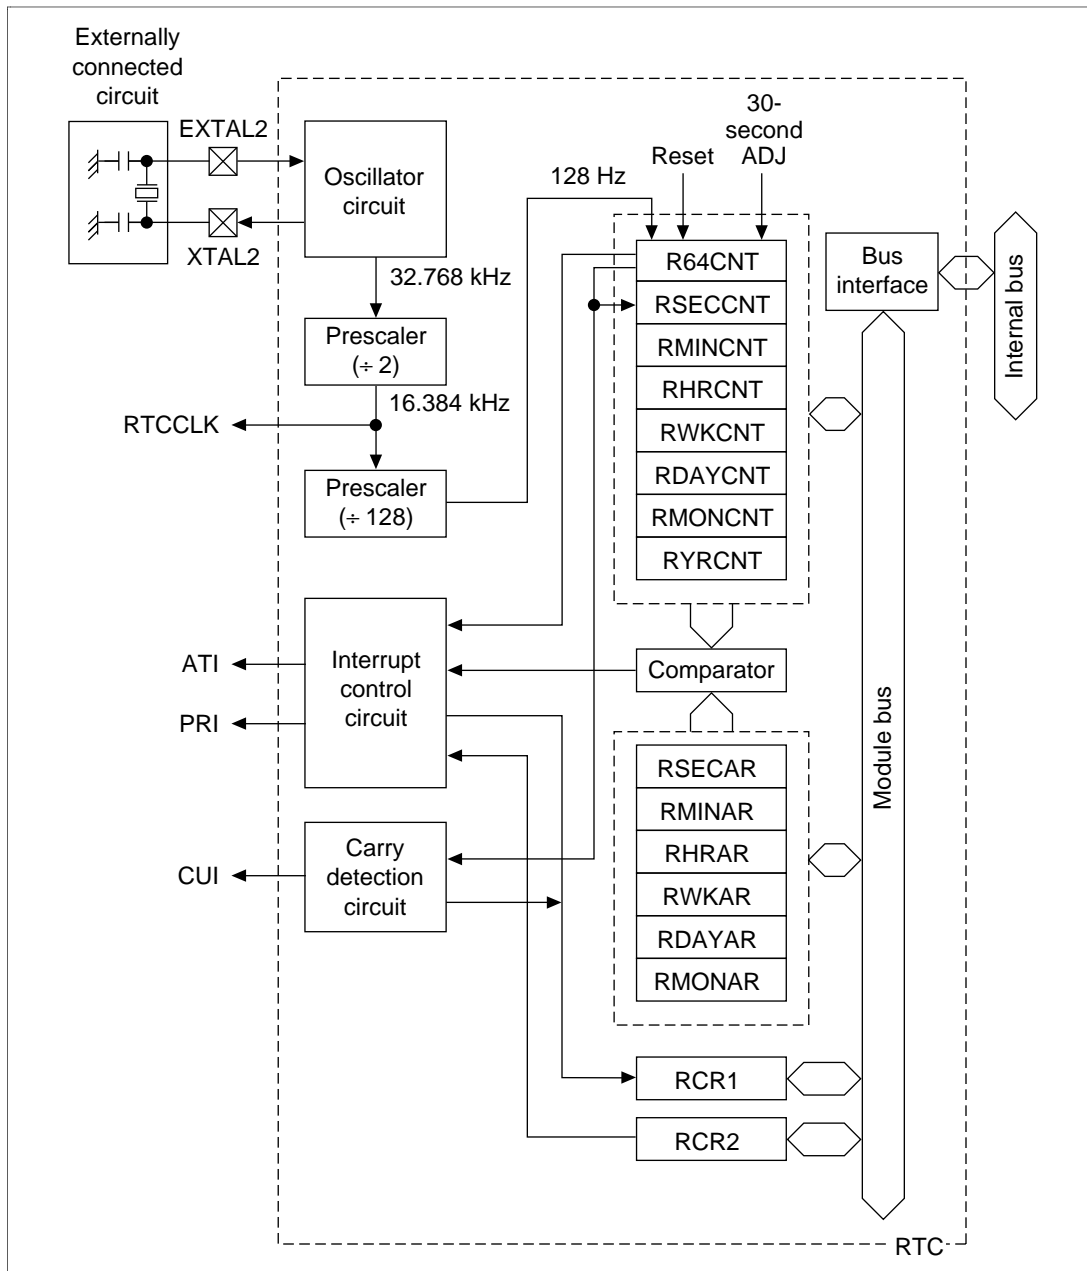 Externally
connected
circuit
EXTAL2
XTAL2
Oscillator
circuit
32.768 kHz
Prescaler
(÷ 2)
16.384 kHz
RTCCLK
Prescaler
(÷ 128)
128 Hz
Reset
30-
second
ADJ
R64CNT
RSECCNT
RMINCNT
RHRCNT
RWKCNT
RDAYCNT
RMONCNT
RYRCNT
Bus
interface
Internal bus
ATI
PRI
Interrupt
control
circuit
Comparator
Module bus
RSECAR
RMINAR
RHRAR
RWKAR
RDAYAR
RMONAR
CUI
Carry
detection
circuit
RCR1
RCR2
RTC